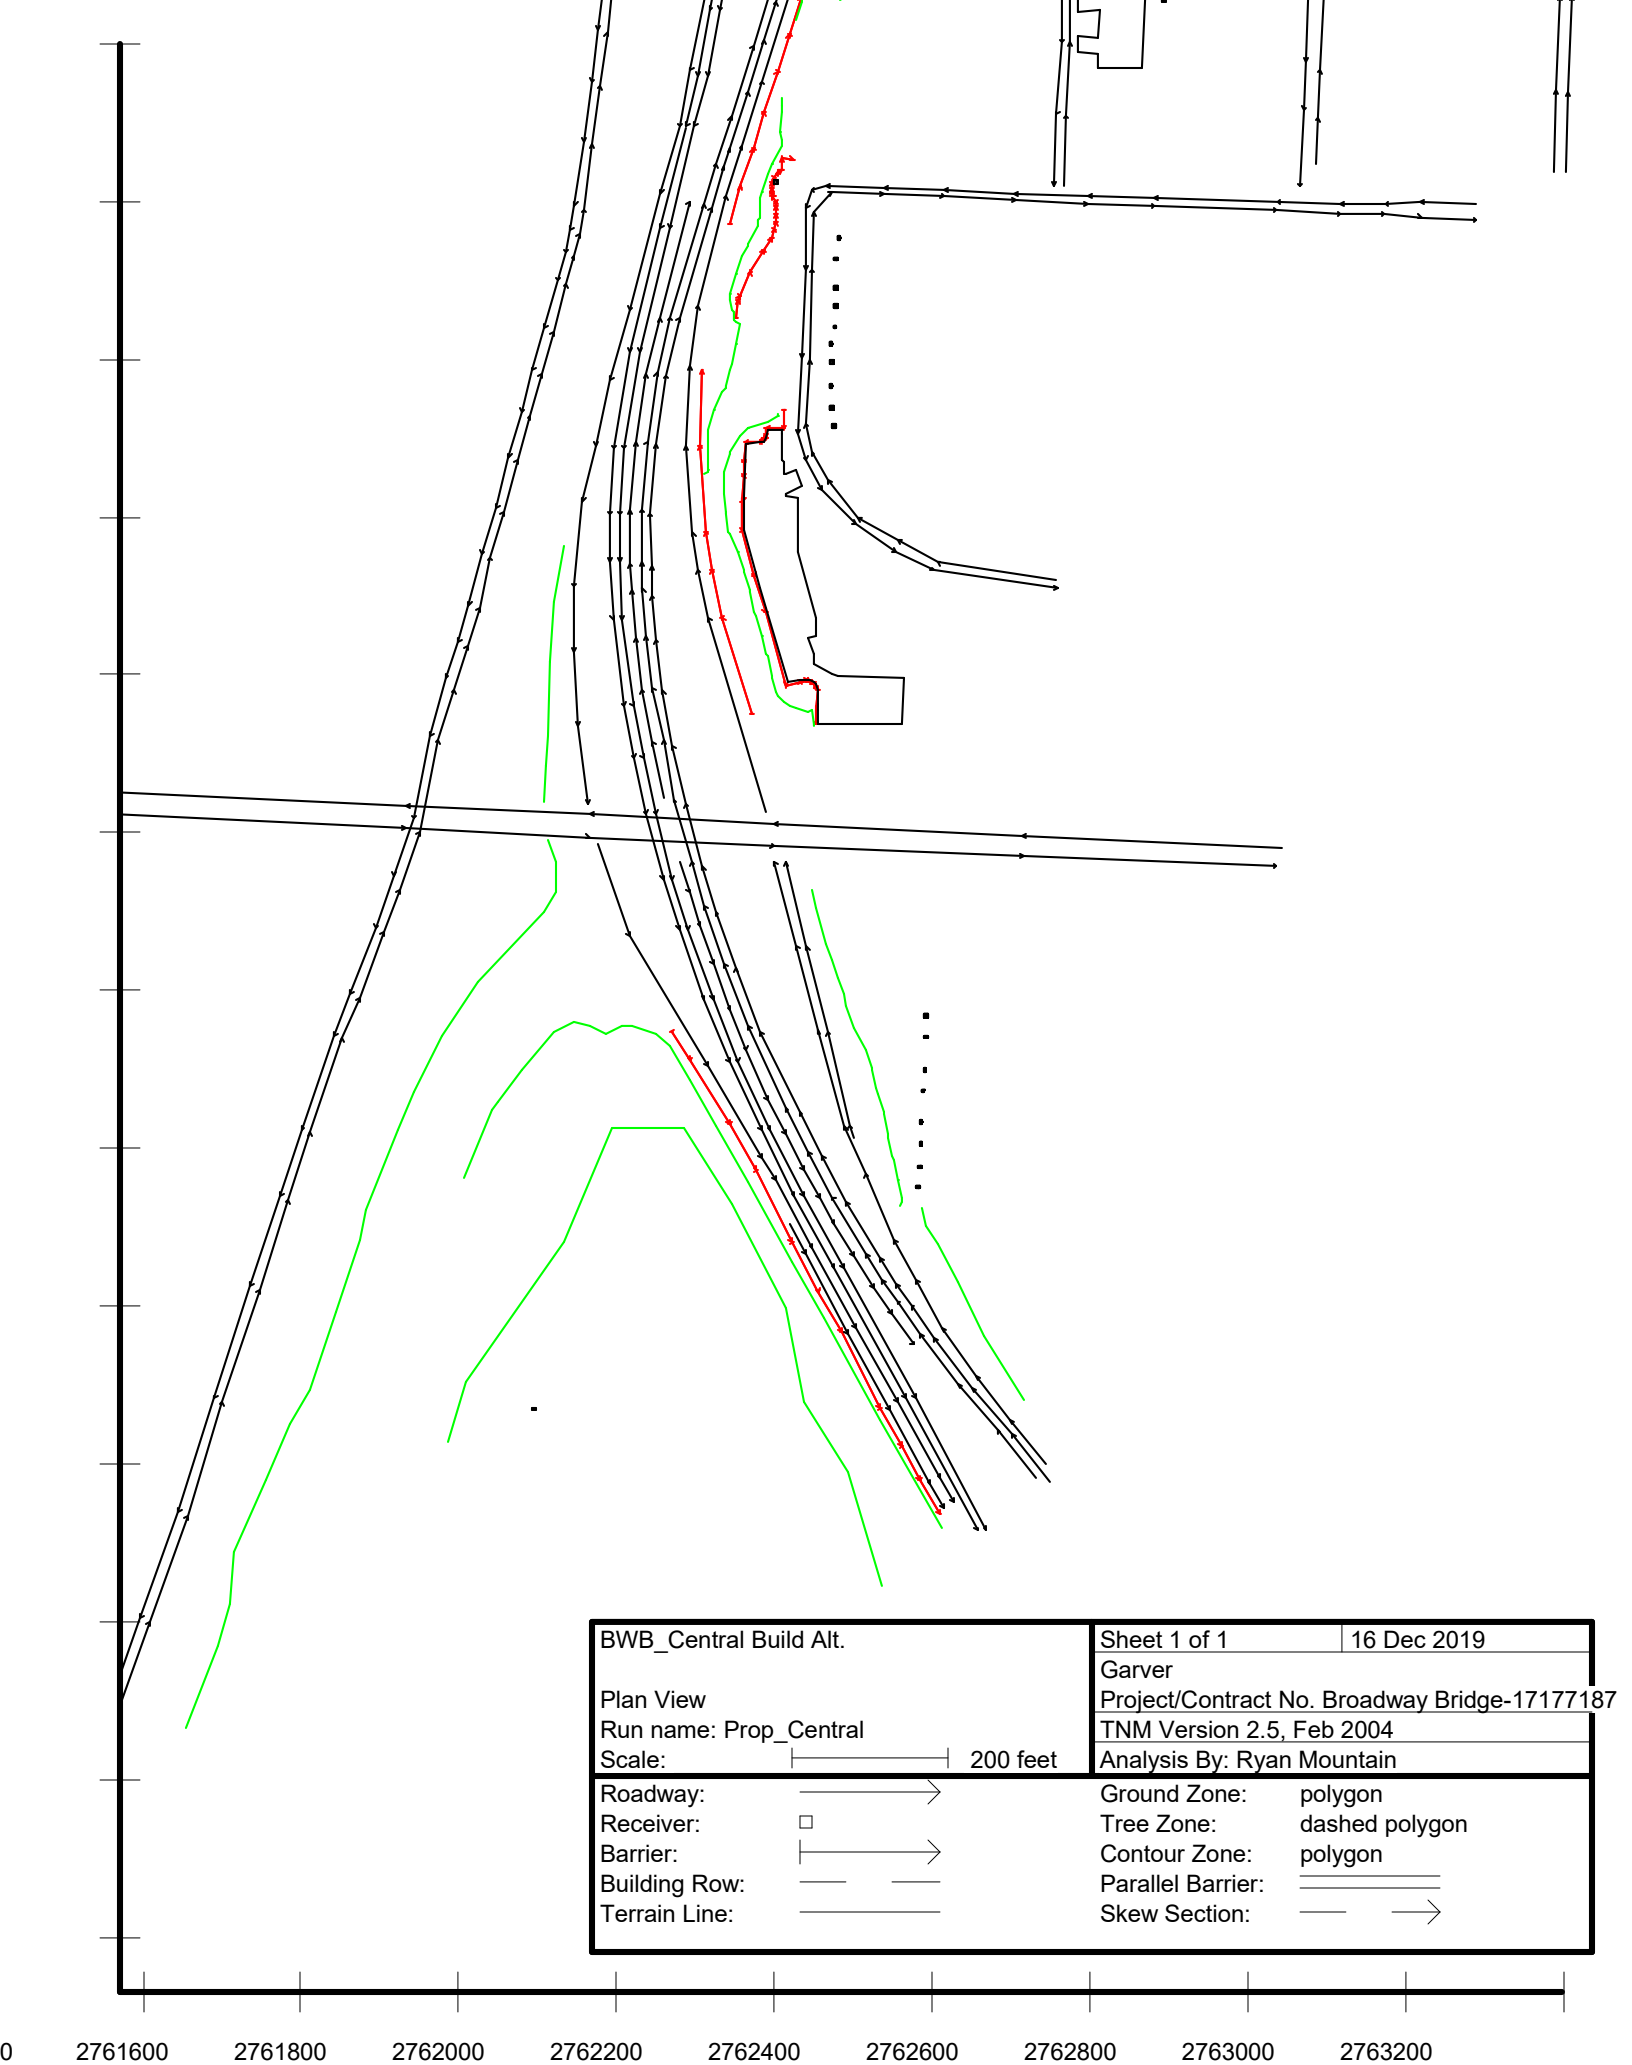 BWB_Central Build Alt.
Sheet 1 of 1
16 Dec 2019
Garver
Plan View
Project/Contract No. Broadway Bridge-17177187
Run name: Prop_Central
TNM Version 2.5, Feb 2004
Scale:
200 feet
Analysis By: Ryan Mountain
Roadway:
Ground Zone:
polygon
Receiver:
Tree Zone:
dashed polygon
Barrier:
Contour Zone:
polygon
Building Row:
Parallel Barrier:
Terrain Line:
Skew Section:
0 2761600 2761800 2762000 2762200 2762400 2762600 2762800 2763000 2763200